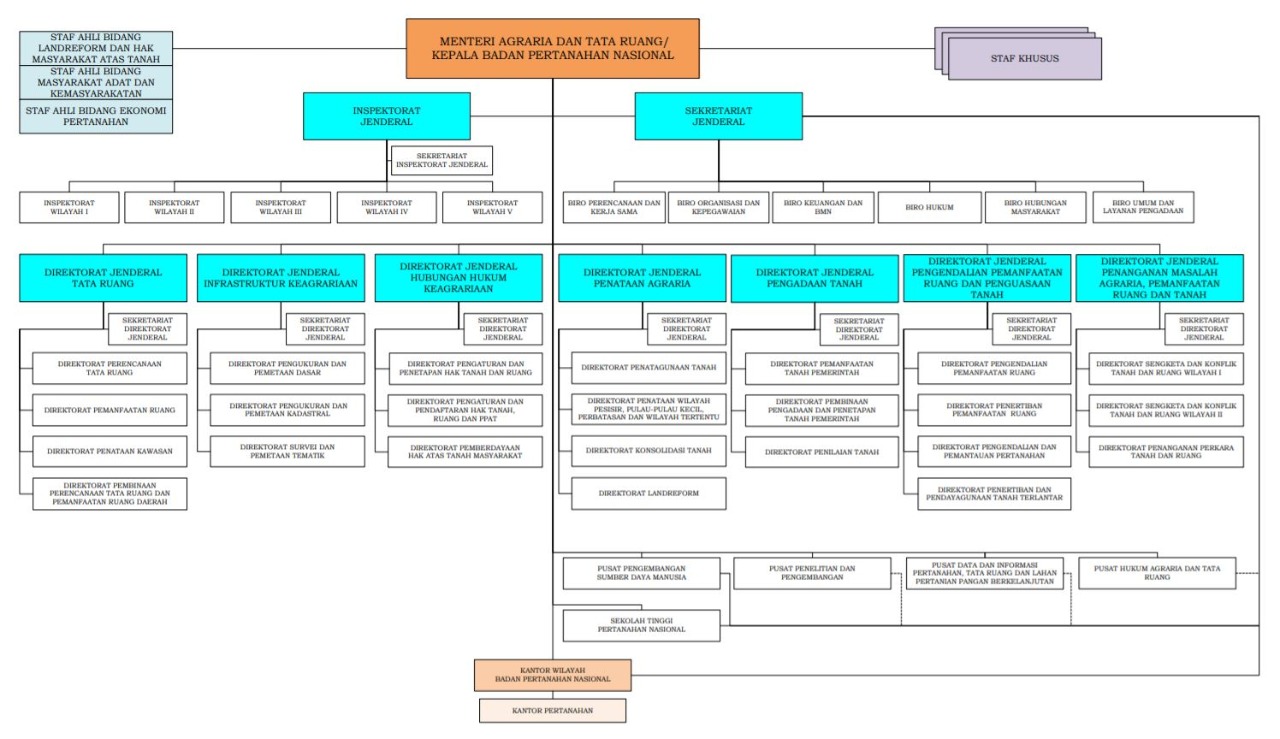 STAF AHLI BIDANG
LANDREFORM DAN HAK
MASYARAKAT ATAS TANAH
STAF AHLI BIDANG
MASYARAKAT ADAT DAN
KEMASYARAKATAN
STAF AHLI BIDANG EKONOMI
PERTANAHAN
MENTERI AGRARIA DAN TATA RUANG/
KEPALA BADAN PERTANAHAN NASIONAL
STAF KHUSUS
INSPEKTORAT
JENDERAL
SEKRETARIAT
JENDERAL
SEKRETARIAT
INSPEKTORAT JENDERAL
INSPEKTORAT
WILAYAH I
INSPEKTORAT
WILAYAH II
INSPEKTORAT
WILAYAH III
INSPEKTORAT
WILAYAH IV
INSPEKTORAT
WILAYAH V
BIRO PERENCANAAN DAN
KERJA SAMA
BIRO ORGANISASI DAN
KEPEGAWAIAN
BIRO KEUANGAN DAN
BMN
BIRO HUKUM
BIRO HUBUNGAN
MASYARAKAT
BIRO UMUM DAN
LAYANAN PENGADAAN
DIREKTORAT JENDERAL
TATA RUANG
SEKRETARIAT
DIREKTORAT
JENDERAL
DIREKTORAT PERENCANAAN
TATA RUANG
DIREKTORAT PEMANFAATAN RUANG
DIREKTORAT PENATAAN KAWASAN
DIREKTORAT PEMBINAAN
PERENCANAAN TATA RUANG DAN
PEMANFAATAN RUANG DAERAH
DIREKTORAT JENDERAL
INFRASTRUKTUR KEAGRARIAAN
SEKRETARIAT
DIREKTORAT
JENDERAL
DIREKTORAT PENGUKURAN DAN
PEMETAAN DASAR
DIREKTORAT PENGUKURAN DAN
PEMETAAN KADASTRAL
DIREKTORAT SURVEI DAN
PEMETAAN TEMATIK
DIREKTORAT JENDERAL
HUBUNGAN HUKUM
KEAGRARIAAN
SEKRETARIAT
DIREKTORAT
JENDERAL
DIREKTORAT PENGATURAN DAN
PENETAPAN HAK TANAH DAN RUANG
DIREKTORAT PENGATURAN DAN
PENDAFTARAN HAK TANAH,
RUANG DAN PPAT
DIREKTORAT PEMBERDAYAAN
HAK ATAS TANAH MASYARAKAT
DIREKTORAT JENDERAL
PENATAAN AGRARIA
SEKRETARIAT
DIREKTORAT
JENDERAL
DIREKTORAT PENATAGUNAAN TANAH
DIREKTORAT PENATAAN WILAYAH
PESISIR, PULAU-PULAU KECIL,
PERBATASAN DAN WILAYAH TERTENTU
DIREKTORAT KONSOLIDASI TANAH
DIREKTORAT LANDREFORM
DIREKTORAT JENDERAL
PENGADAAN TANAH
SEKRETARIAT
DIREKTORAT
JENDERAL
DIREKTORAT PEMANFAATAN
TANAH PEMERINTAH
DIREKTORAT PEMBINAAN
PENGADAAN DAN PENETAPAN
TANAH PEMERINTAH
DIREKTORAT PENILAIAN TANAH
DIREKTORAT JENDERAL
PENGENDALIAN PEMANFAATAN
RUANG DAN PENGUASAAN
TANAH
SEKRETARIAT
DIREKTORAT
JENDERAL
DIREKTORAT PENGENDALIAN
PEMANFAATAN RUANG
DIREKTORAT PENERTIBAN
PEMANFAATAN RUANG
DIREKTORAT PENGENDALIAN DAN
PEMANTAUAN PERTANAHAN
DIREKTORAT PENERTIBAN DAN
PENDAYAGUNAAN TANAH TERLANTAR
DIREKTORAT JENDERAL
PENANGANAN MASALAH
AGRARIA, PEMANFAATAN
RUANG DAN TANAH
SEKRETARIAT
DIREKTORAT
JENDERAL
DIREKTORAT SENGKETA DAN KONFLIK
TANAH DAN RUANG WILAYAH I
DIREKTORAT SENGKETA DAN KONFLIK
TANAH DAN RUANG WILAYAH II
DIREKTORAT PENANGANAN PERKARA
TANAH DAN RUANG
PUSAT PENGEMBANGAN
SUMBER DAYA MANUSIA
PUSAT PENELITIAN DAN
PENGEMBANGAN
PUSAT DATA DAN INFORMASI
PERTANAHAN, TATA RUANG DAN LAHAN
PERTANIAN PANGAN BERKELANJUTAN
PUSAT HUKUM AGRARIA DAN TATA
RUANG
SEKOLAH TINGGI
PERTANAHAN NASIONAL
KANTOR WILAYAH
BADAN PERTANAHAN NASIONAL
KANTOR PERTANAHAN